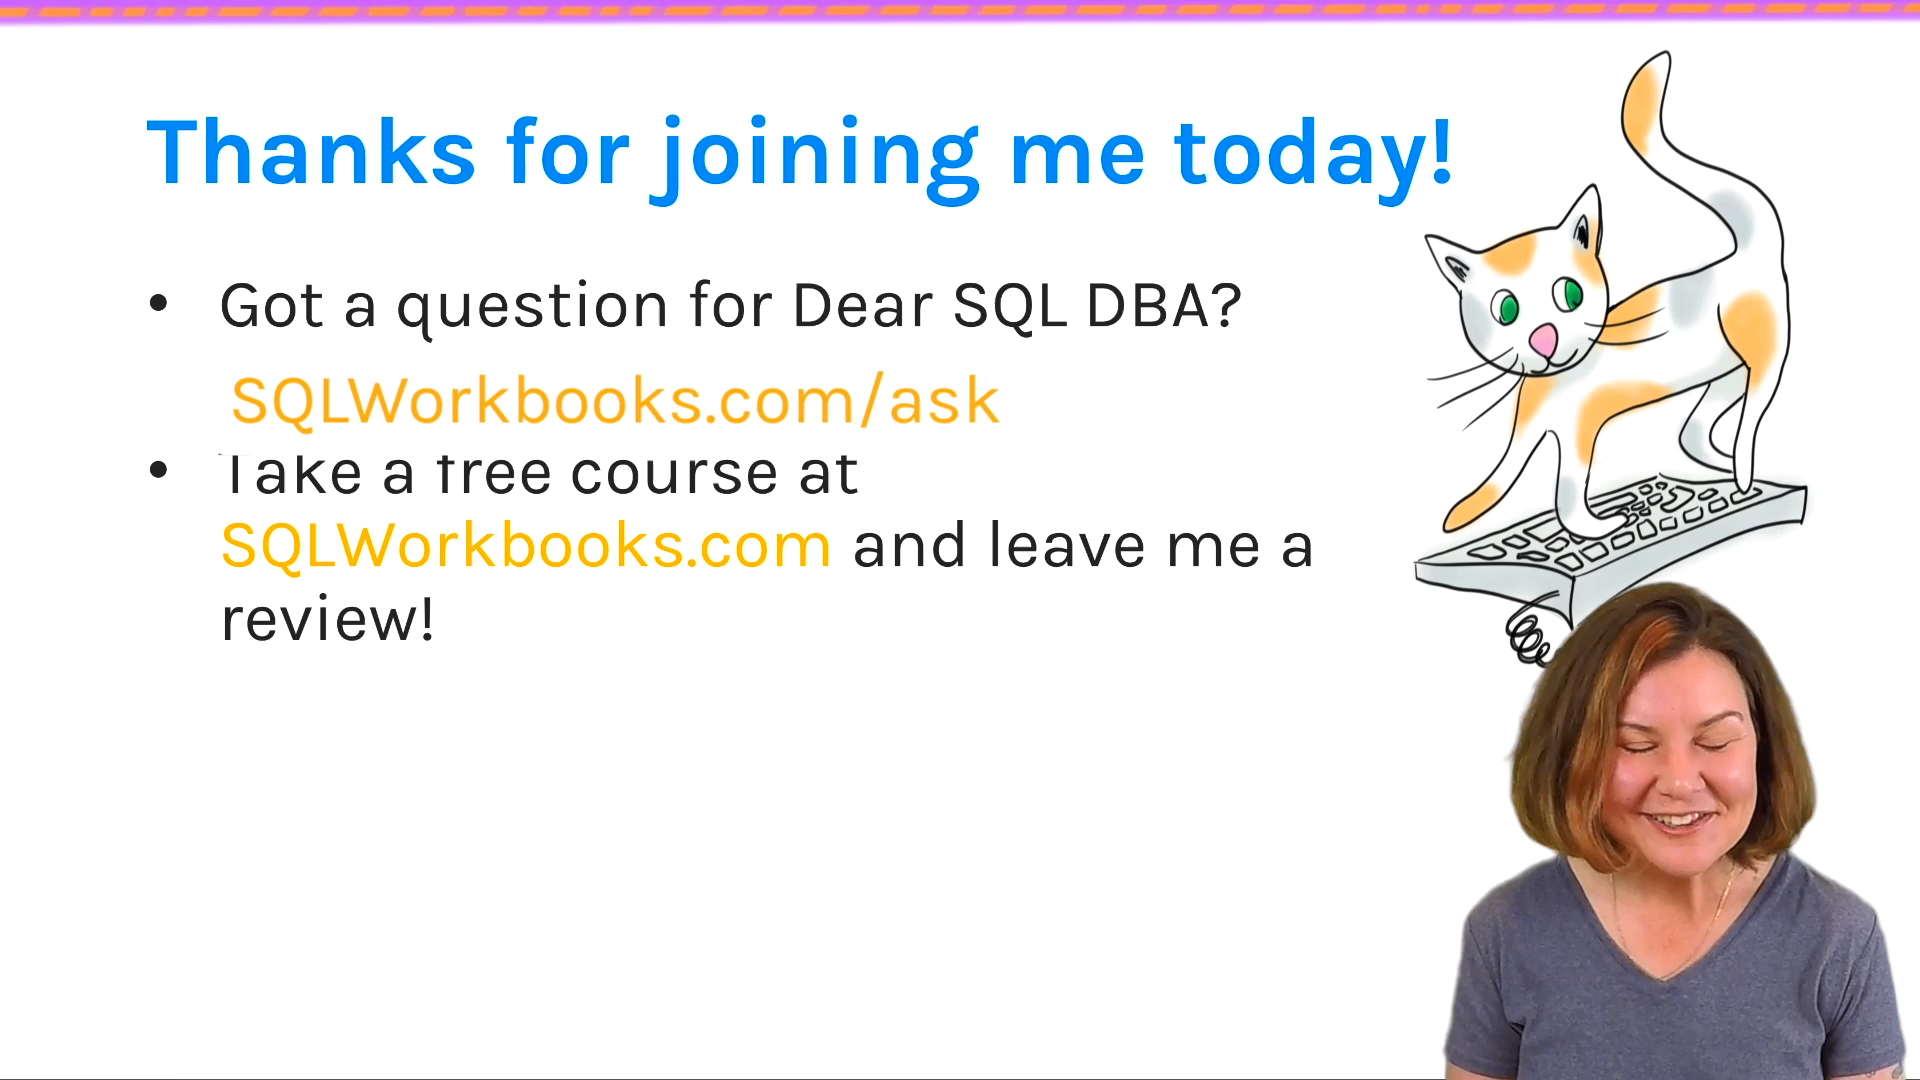 Thanks for joining me today!
• Got a question for Dear SQL DBA?
SQLWorkbooks.com/ask
• Take a free course at
SQLWorkbooks.com and leave me a
review!